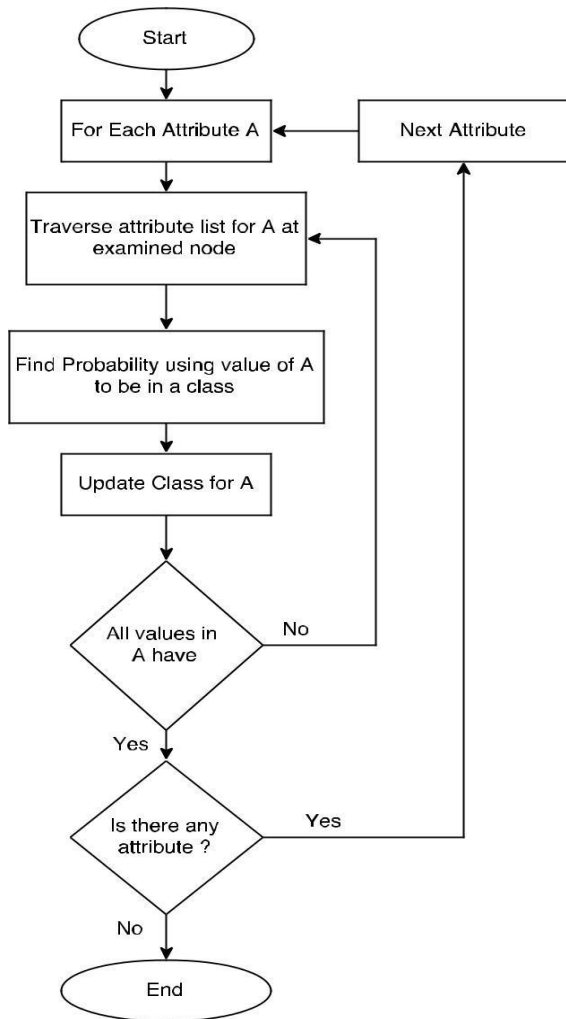 Start
For Each Attribute A
Next Attribute
Traverse attribute list for A at
examined node
Find Probability using value of A
to be in a class
Update Class for A
All values in
A have
No
Yes
Is there any
attribute ?
Yes
No
End